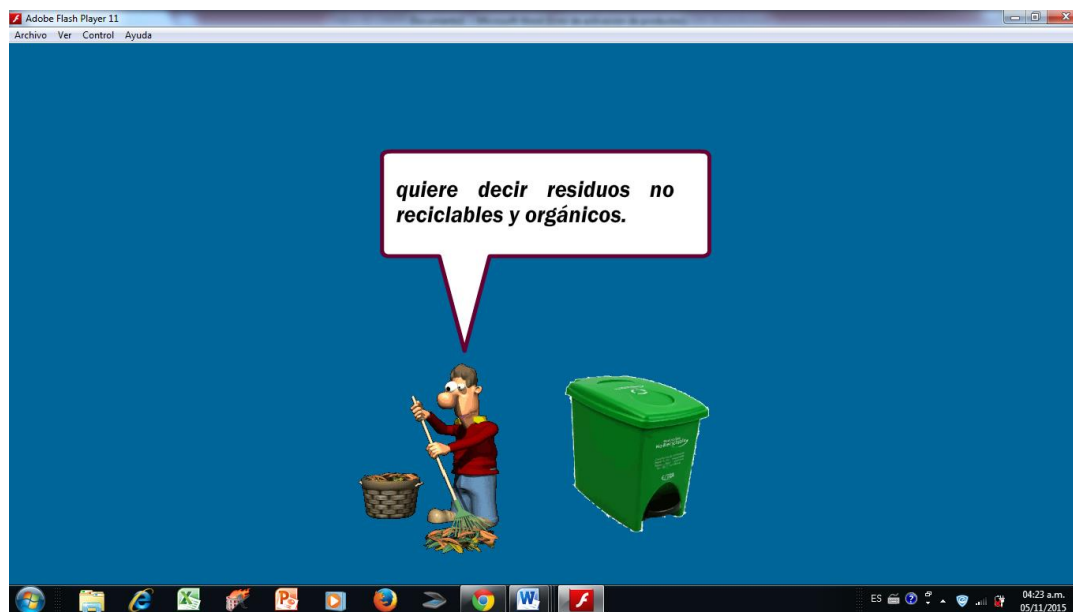 Adobe Flash Player 11
Archivo Ver Control Ayuda
quiere decir residuos no
reciclables y orgánicos.
ES
04:23 a.m.
05/11/2015